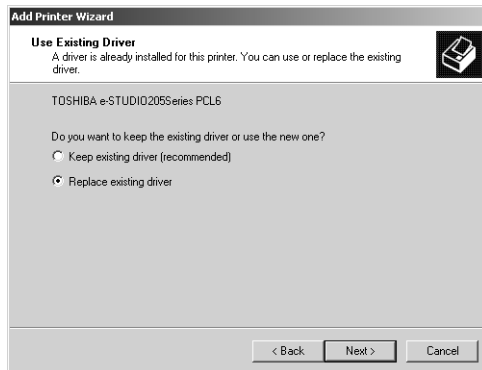 Add Printer Wizard
Use Existing Driver
A driver is already installed for this printer. You can use or replace the existing
driver.
TOSHIBA e-STUDIO205Series PCL6
Do you want to keep the existing driver or use the new one?
Keep existing driver (recommended)
Replace existing driver
< Back
Next >
Cancel